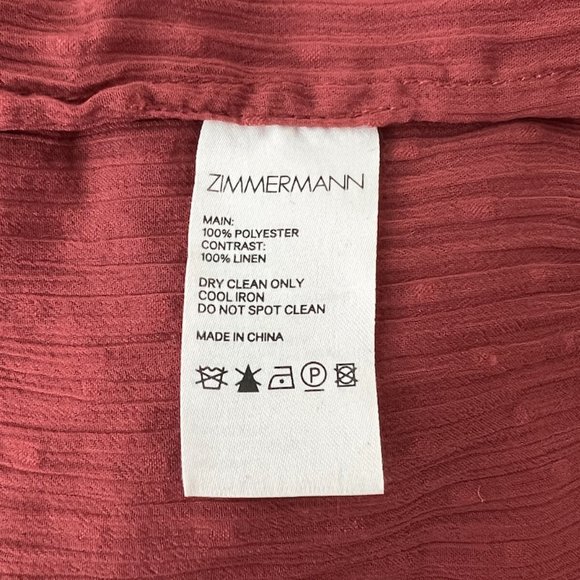 ZIMMERMANN
MAIN:
100% POLYESTER
CONTRAST:
100% LINEN
DRY CLEAN ONLY
COOL IRON
DO NOT SPOT CLEAN
MADE IN CHINA
P